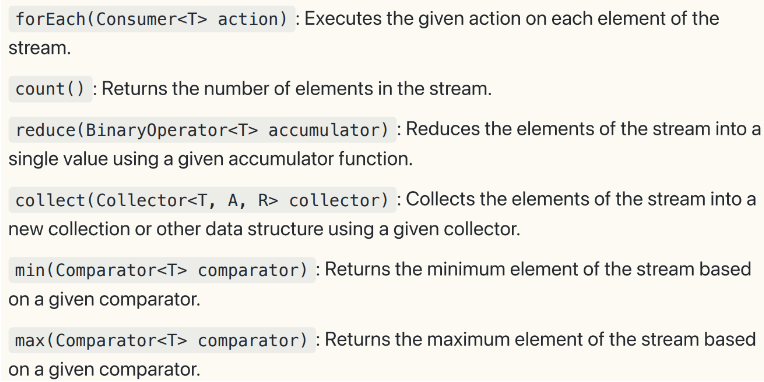 forEach(Consumer<T> action) : Executes the given action on each element of the
stream.
count() : Returns the number of elements in the stream.
reduce(BinaryOperator<T> accumulator) : Reduces the elements of the stream into a
single value using a given accumulator function.
collect(Collector<T, A, R> collector) : Collects the elements of the stream into a
new collection or other data structure using a given collector.
min(Comparator<T> comparator) : Returns the minimum element of the stream based
on a given comparator.
max(Comparator<T> comparator) : Returns the maximum element of the stream based
on a given comparator.